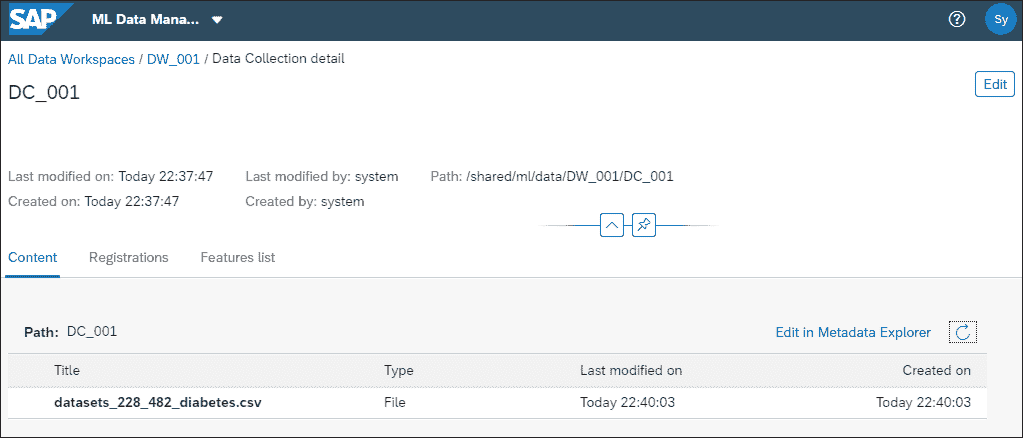 SAP ML Data Mana... Sy
All Data Workspaces / DW_001 / Data Collection detail
DC_001 Edit
Last modified on: Today 22:37:47 Last modified by: system Path: /shared/ml/data/DW_001/DC_001
Created on: Today 22:37:47 Created by: system
Content Registrations Features list
Path: DC_001 Edit in Metadata Explorer
Title Type Last modified on Created on
datasets_228_482_diabetes.csv File Today 22:40:03 Today 22:40:03